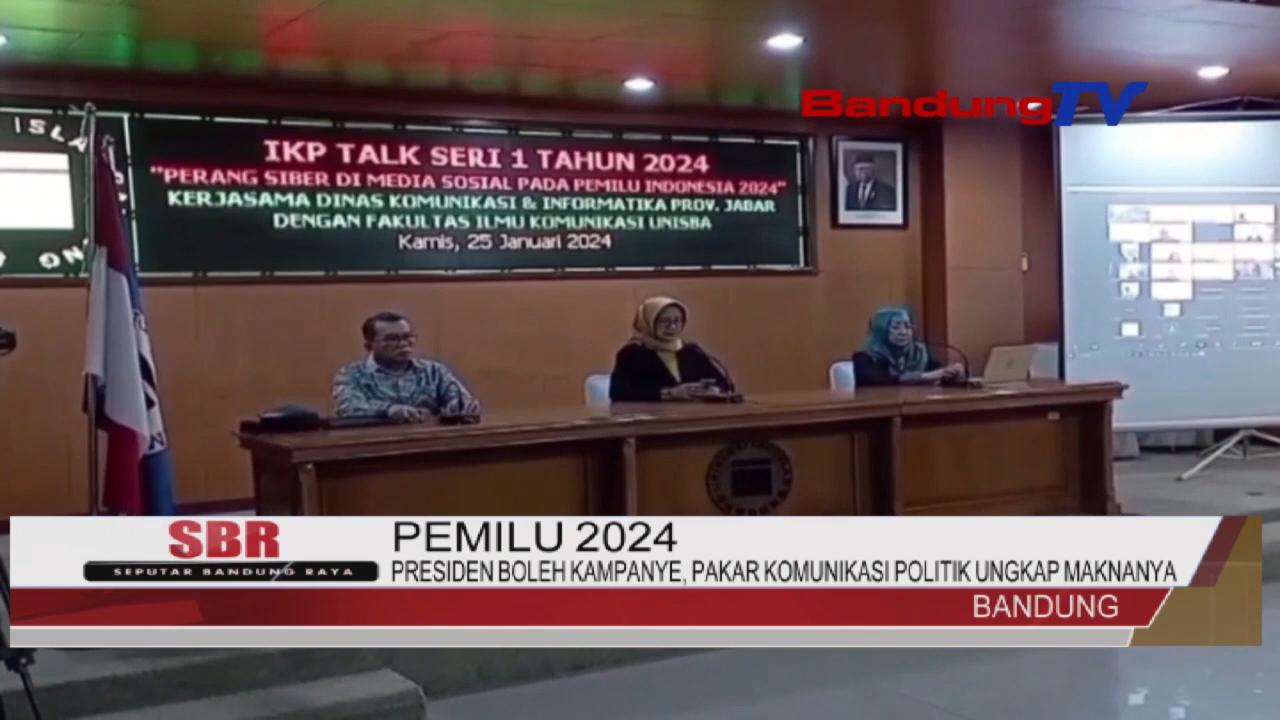 BandungTV
ISLA
IKP TALK SERI 1 TAHUN 2024
"PERANG SIBER DI MEDIA SOSIAL PADA PEMILU INDONESIA 2024"
KERJASAMA DINAS KOMUNIKASI & INFORMATIKA PROV. JABAR
DENGAN FAKULTAS ILMU KOMUNIKASI UNISBA
Kamis, 25 Januari 2024
SBR
SEPUTAR BANDUNG RAYA
PEMILU 2024
PRESIDEN BOLEH KAMPANYE, PAKAR KOMUNIKASI POLITIK UNGKAP MAKNANYA
BANDUNG